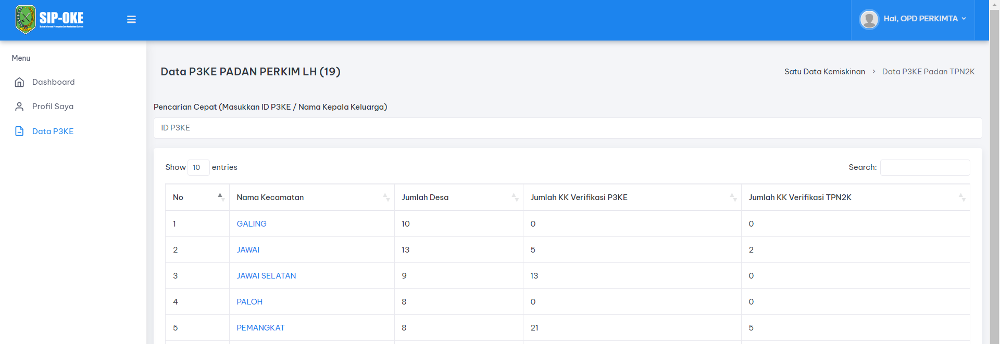 SIP-OKE
Hai, OPD PERKIMTA
Menu
Dashboard
Profil Saya
Data P3KE
Data P3KE PADAN PERKIM LH (19)
Satu Data Kemiskinan > Data P3KE Padan TPN2K
Pencarian Cepat (Masukkan ID P3KE / Nama Kepala Keluarga)
ID P3KE
Show 10 entries
Search:
No Nama Kecamatan Jumlah Desa Jumlah KK Verifikasi P3KE Jumlah KK Verifikasi TPN2K
1 GALING 10 0 0
2 JAWAI 13 5 2
3 JAWAI SELATAN 9 13 0
4 PALOH 8 0 0
5 PEMANGKAT 8 21 5